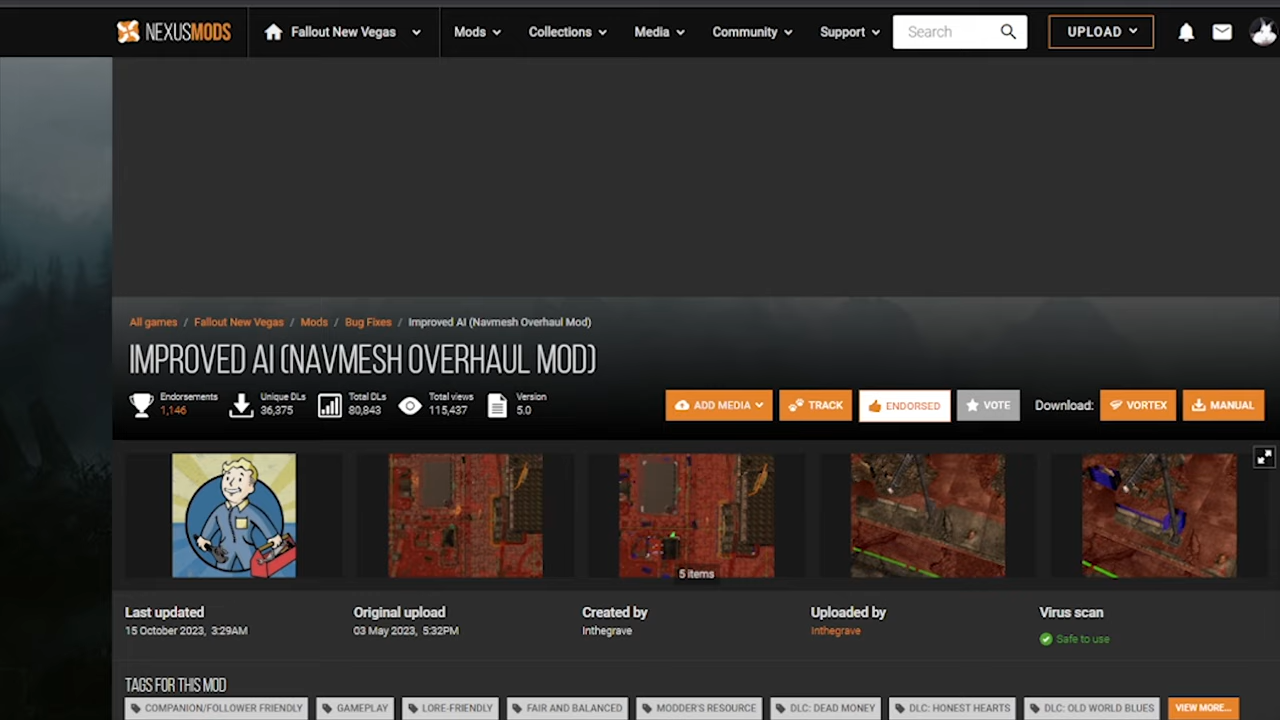 NEXUSMODS Fallout New Vegas Mods Collections Media Community Support Search UPLOAD
All games / Fallout New Vegas / Mods / Bug Fixes / Improved AI (Navmesh Overhaul Mod)
IMPROVED AI (NAVMESH OVERHAUL MOD)
Endorsements Unique DLs Total DLs Total views Version
1,146 36,375 80,843 115,437 5.0
ADD MEDIA TRACK ENDORSED VOTE Download: VORTEX MANUAL
5 items
Last updated Original upload Created by Uploaded by Virus scan
15 October 2023, 3:29AM 03 May 2023, 5:32PM Inthegrave Inthegrave Safe to use
TAGS FOR THIS MOD
COMPANION/FOLLOWER FRIENDLY GAMEPLAY LORE-FRIENDLY FAIR AND BALANCED MODDER'S RESOURCE DLC: DEAD MONEY DLC: HONEST HEARTS DLC: OLD WORLD BLUES VIEW MORE...